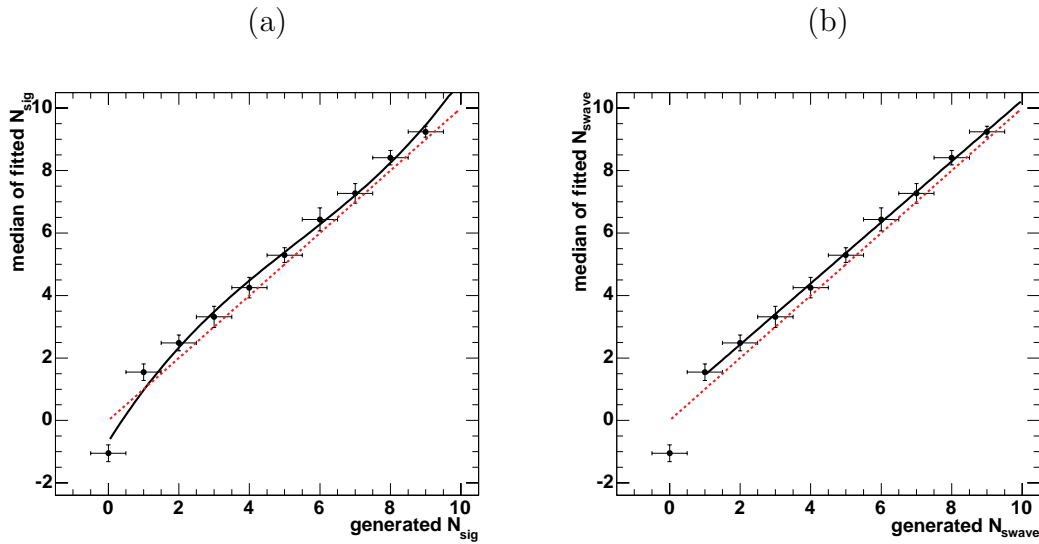 (a)
(b)
median of fitted N_sig
10
8
6
4
2
0
-2
0 2 4 6 8 10
generated N_sig
median of fitted N_swave
10
8
6
4
2
0
-2
0 2 4 6 8 10
generated N_swave